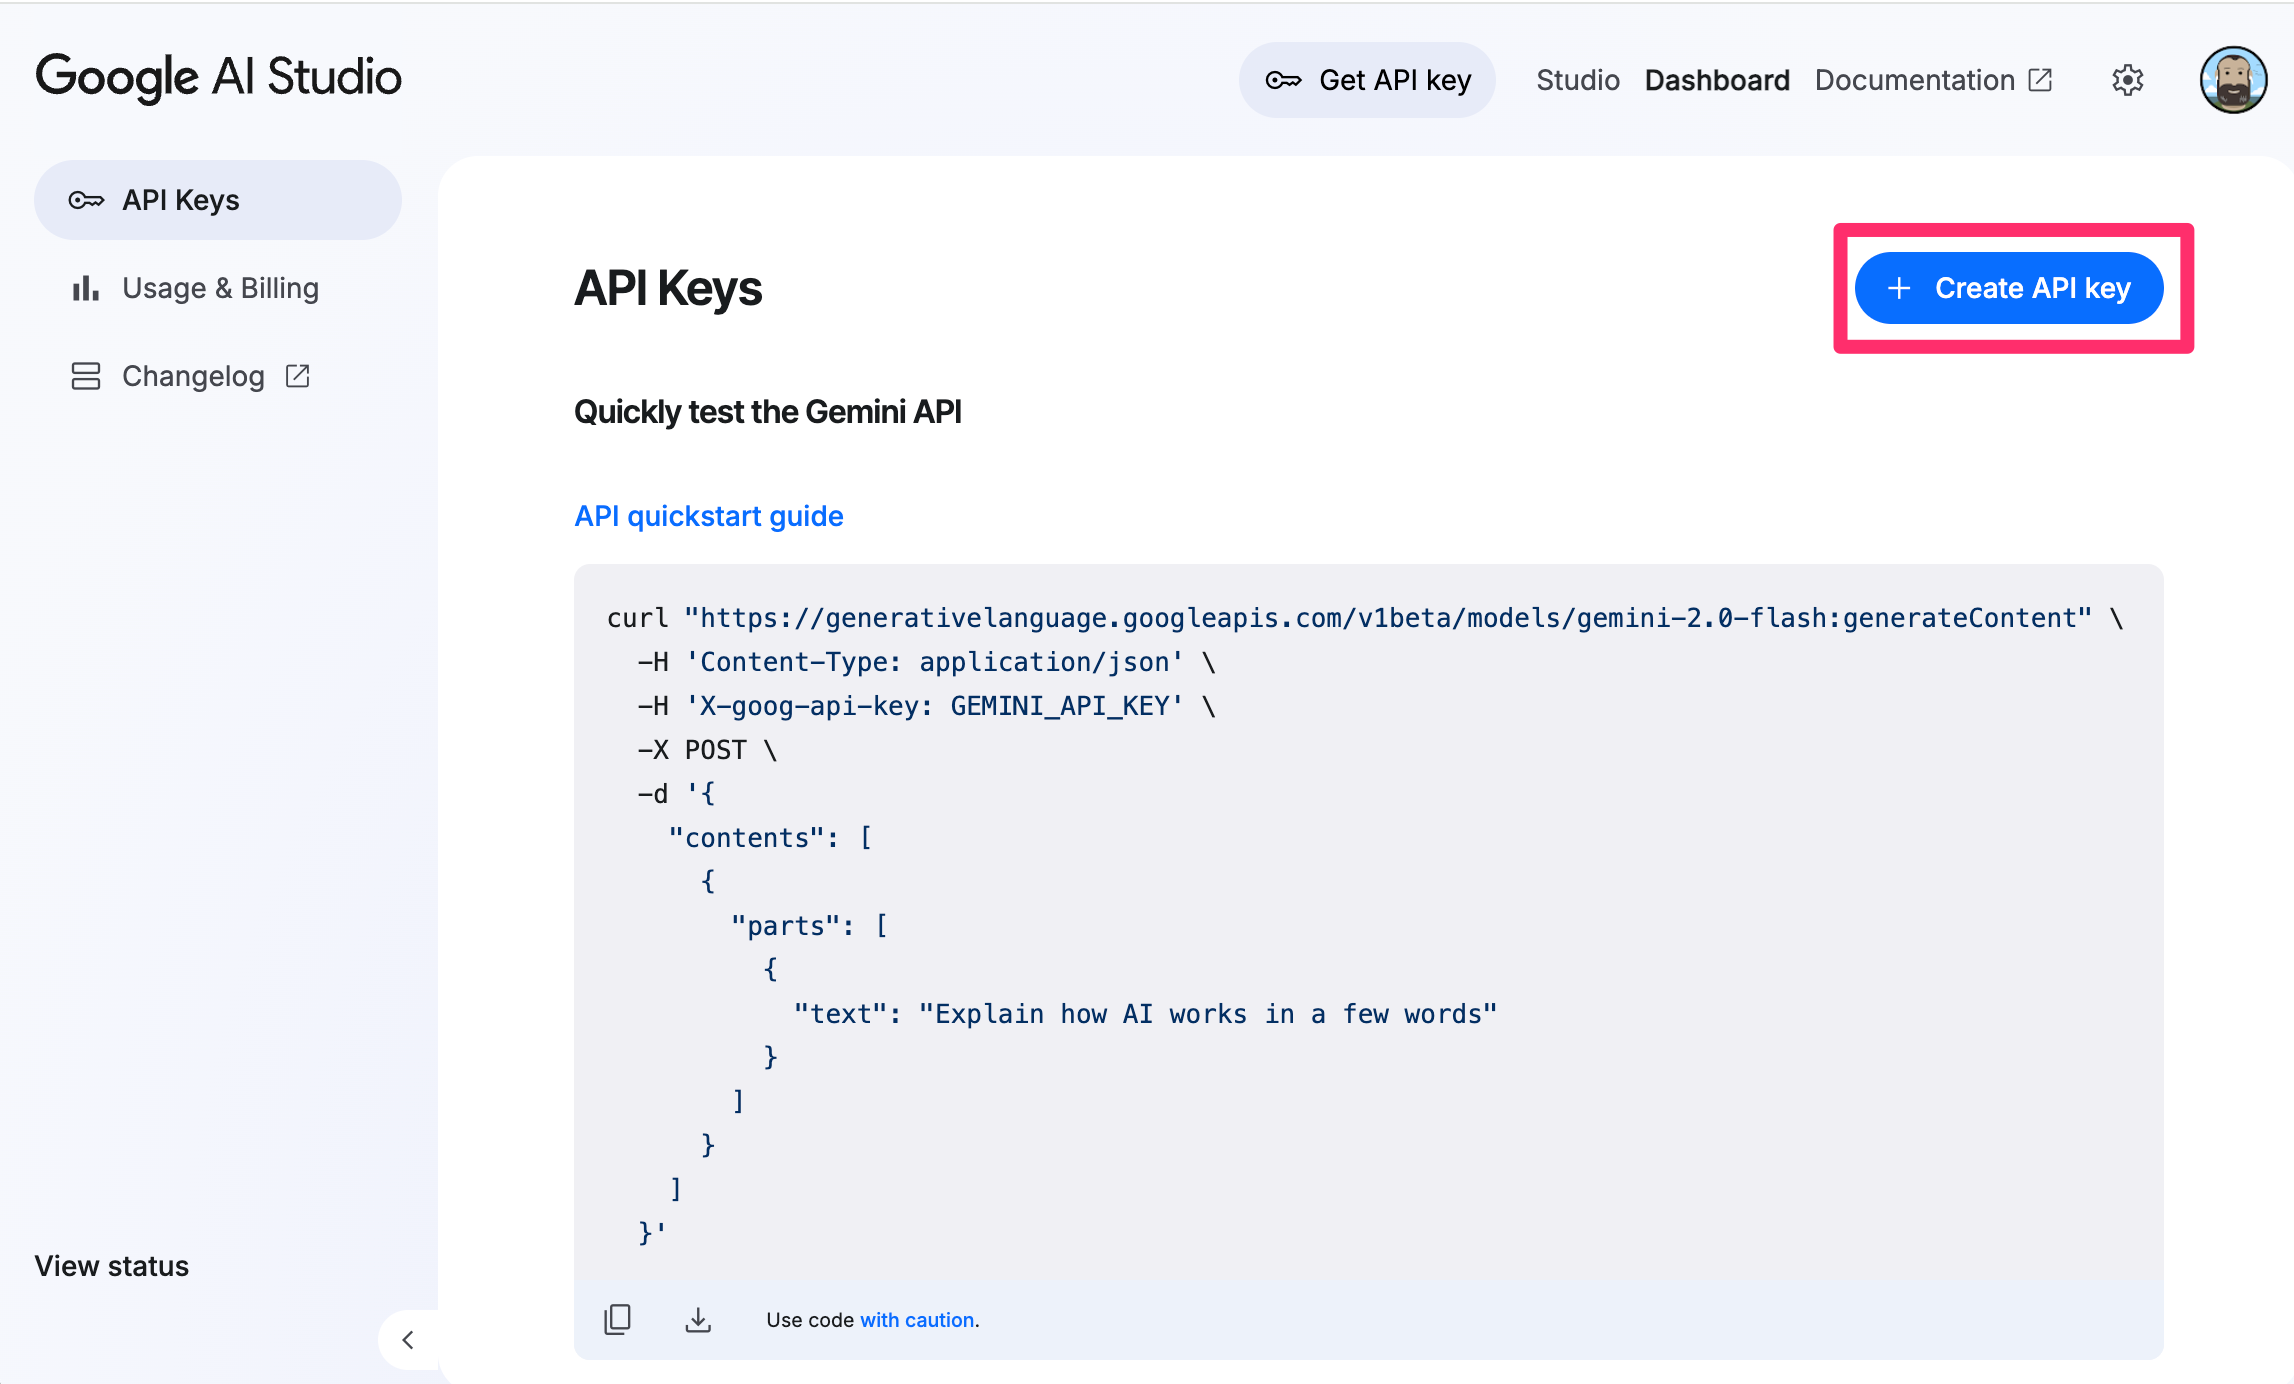 Google AI Studio
Get API key
Studio
Dashboard
Documentation
API Keys
Usage & Billing
Changelog
View status
API Keys
+ Create API key
Quickly test the Gemini API
API quickstart guide
curl "https://generativelanguage.googleapis.com/v1beta/models/gemini-2.0-flash:generateContent" \
  -H 'Content-Type: application/json' \
  -H 'X-goog-api-key: GEMINI_API_KEY' \
  -X POST \
  -d '{
    "contents": [
      {
        "parts": [
          {
            "text": "Explain how AI works in a few words"
          }
        ]
      }
    ]
  }'
Use code with caution.